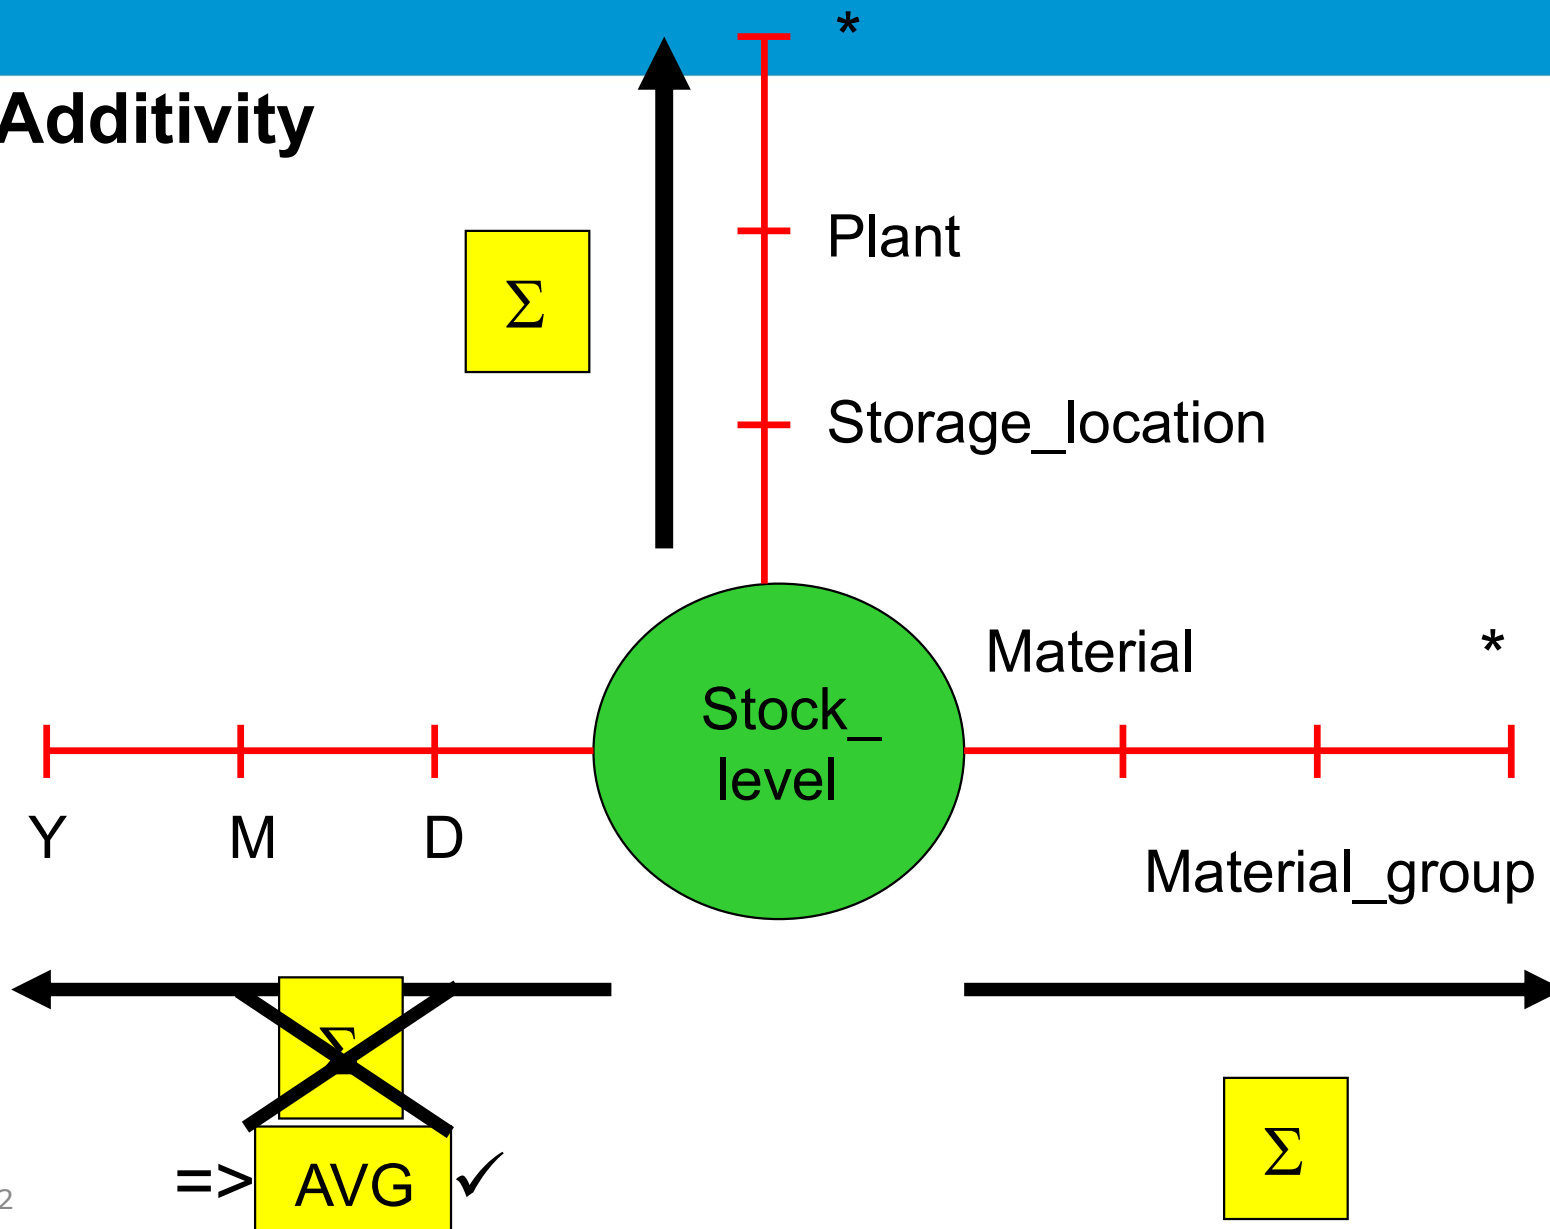 *
Additivity
Plant
Σ
Storage_location
Material *
Stock_
level
Y M D
Material_group
Σ
Σ
=> AVG ✓
2